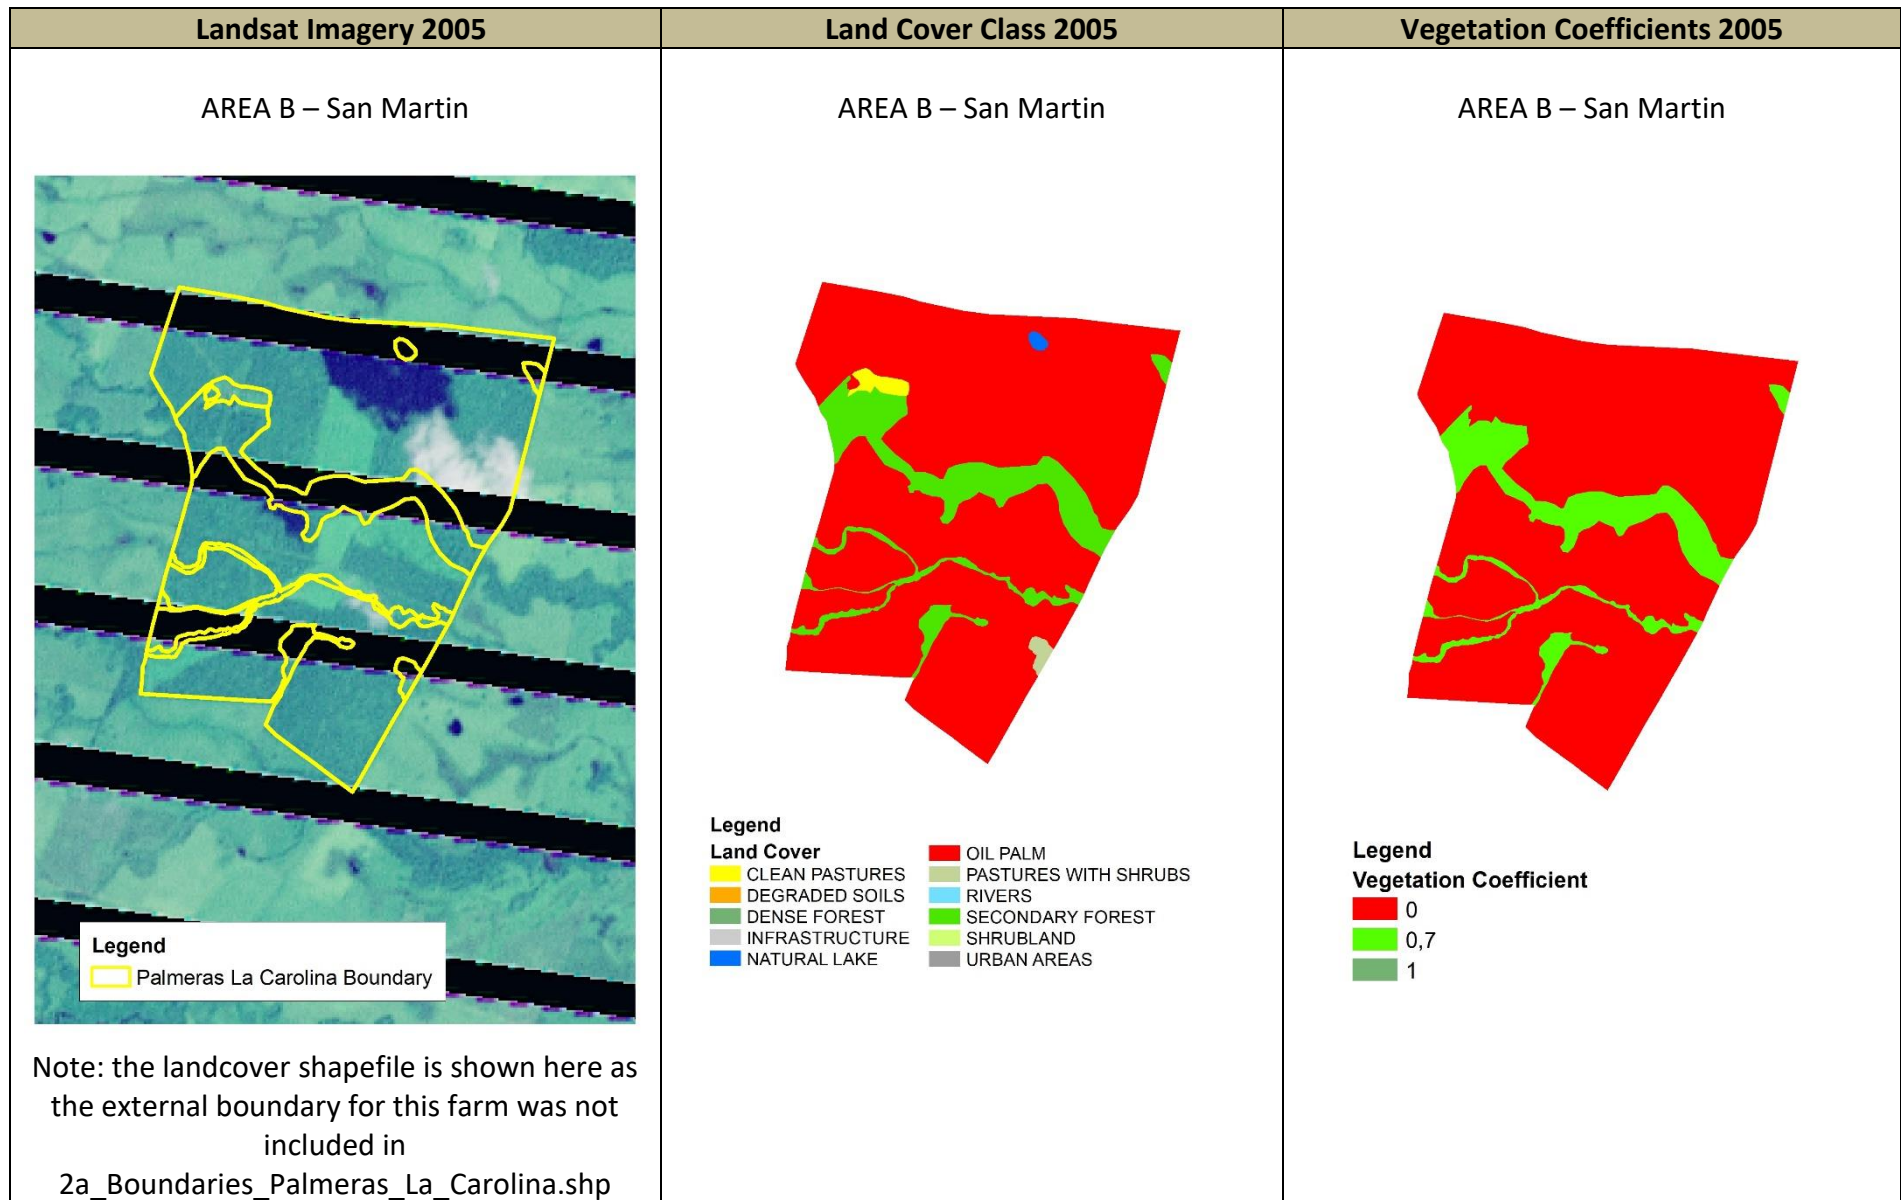 Landsat Imagery 2005
Land Cover Class 2005
Vegetation Coefficients 2005
AREA B – San Martin
AREA B – San Martin
AREA B – San Martin
Legend
Palmeras La Carolina Boundary
Note: the landcover shapefile is shown here as
the external boundary for this farm was not
included in
2a_Boundaries_Palmeras_La_Carolina.shp
Legend
Land Cover
CLEAN PASTURES
DEGRADED SOILS
DENSE FOREST
INFRASTRUCTURE
NATURAL LAKE
OIL PALM
PASTURES WITH SHRUBS
RIVERS
SECONDARY FOREST
SHRUBLAND
URBAN AREAS
Legend
Vegetation Coefficient
0
0,7
1